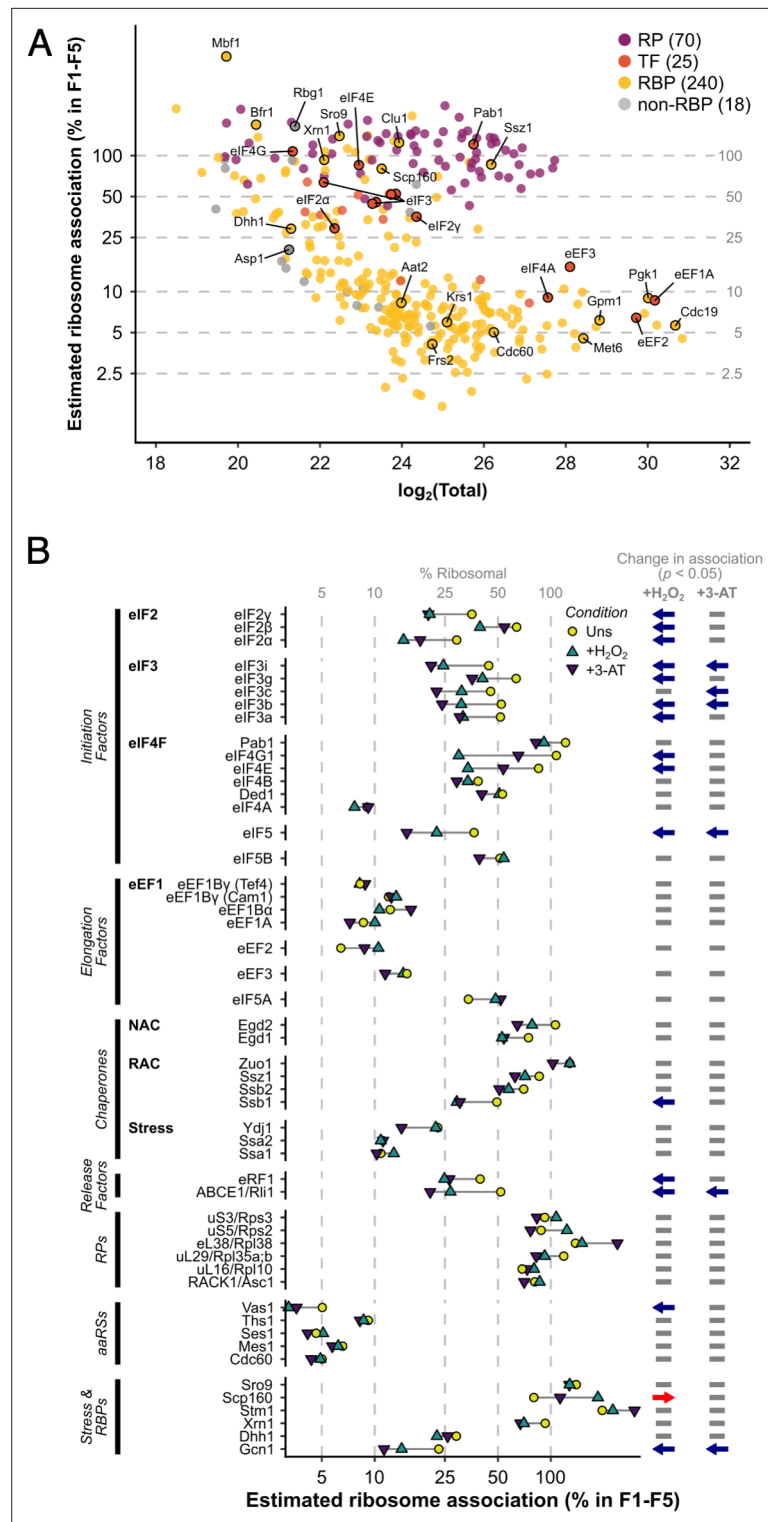 A
Estimated ribosome association (% in F1-F5)
RP (70)
TF (25)
RBP (240)
non-RBP (18)
Mbf1
Rbg1
eIF4E
Bfr1
Sro9
Clu1
Pab1
Xrn1
Ssz1
eIF4G
Scp160
eIF2α
eIF3
Dhh1
eIF2γ
Asp1
Aat2
eEF3
eIF4A
Pgk1
eEF1A
Krs1
Gpm1
Cdc19
Frs2
Cdc60
Met6
eEF2
100 100
50 50
25 25
10 10
5 5
2.5 2.5
18 20 22 24 26 28 30 32
log2(Total)
B
% Ribosomal
Change in association
(p < 0.05)
5 10 25 50 100 +H2O2 +3-AT
Condition
Uns
+H2O2
+3-AT
Initiation
Factors
eIF2 eIF2γ
eIF2β
eIF2α
eIF3 eIF3i
eIF3g
eIF3c
eIF3b
eIF3a
eIF4F Pab1
eIF4G1
eIF4E
eIF4B
Ded1
eIF4A
eIF5
eIF5B
Elongation
Factors
eEF1 eEF1Bγ (Tef4)
eEF1Bγ (Cam1)
eEF1Bα
eEF1A
eEF2
eEF3
eIF5A
Chaperones
NAC Egd2
Egd1
RAC Zuo1
Ssz1
Ssb2
Ssb1
Stress Ydj1
Ssa2
Ssa1
Release
Factors
eRF1
ABCE1/Rli1
RPs
uS3/Rps3
uS5/Rps2
eL38/Rpl38
uL29/Rpl35a;b
uL16/Rpl10
RACK1/Asc1
aaRSs
Vas1
Ths1
Ses1
Mes1
Cdc60
Stress &
RBPs
Sro9
Scp160
Stm1
Xrn1
Dhh1
Gcn1
5 10 25 50 100
Estimated ribosome association (% in F1-F5)